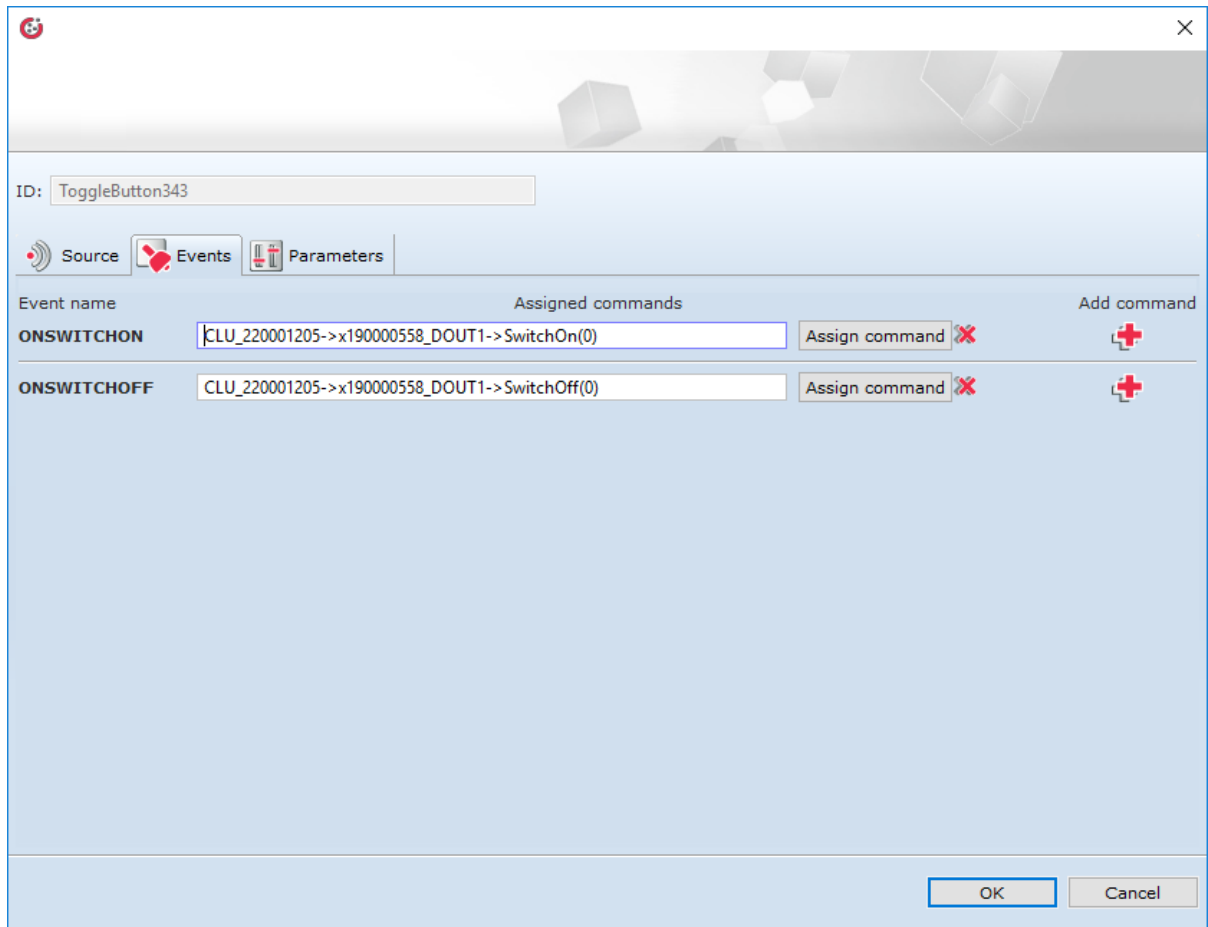 ID: ToggleButton343
Source Events Parameters
Event name Assigned commands Add command
ONSWITCHON CLU_220001205->x190000558_DOUT1->SwitchOn(0) Assign command
ONSWITCHOFF CLU_220001205->x190000558_DOUT1->SwitchOff(0) Assign command
OK Cancel